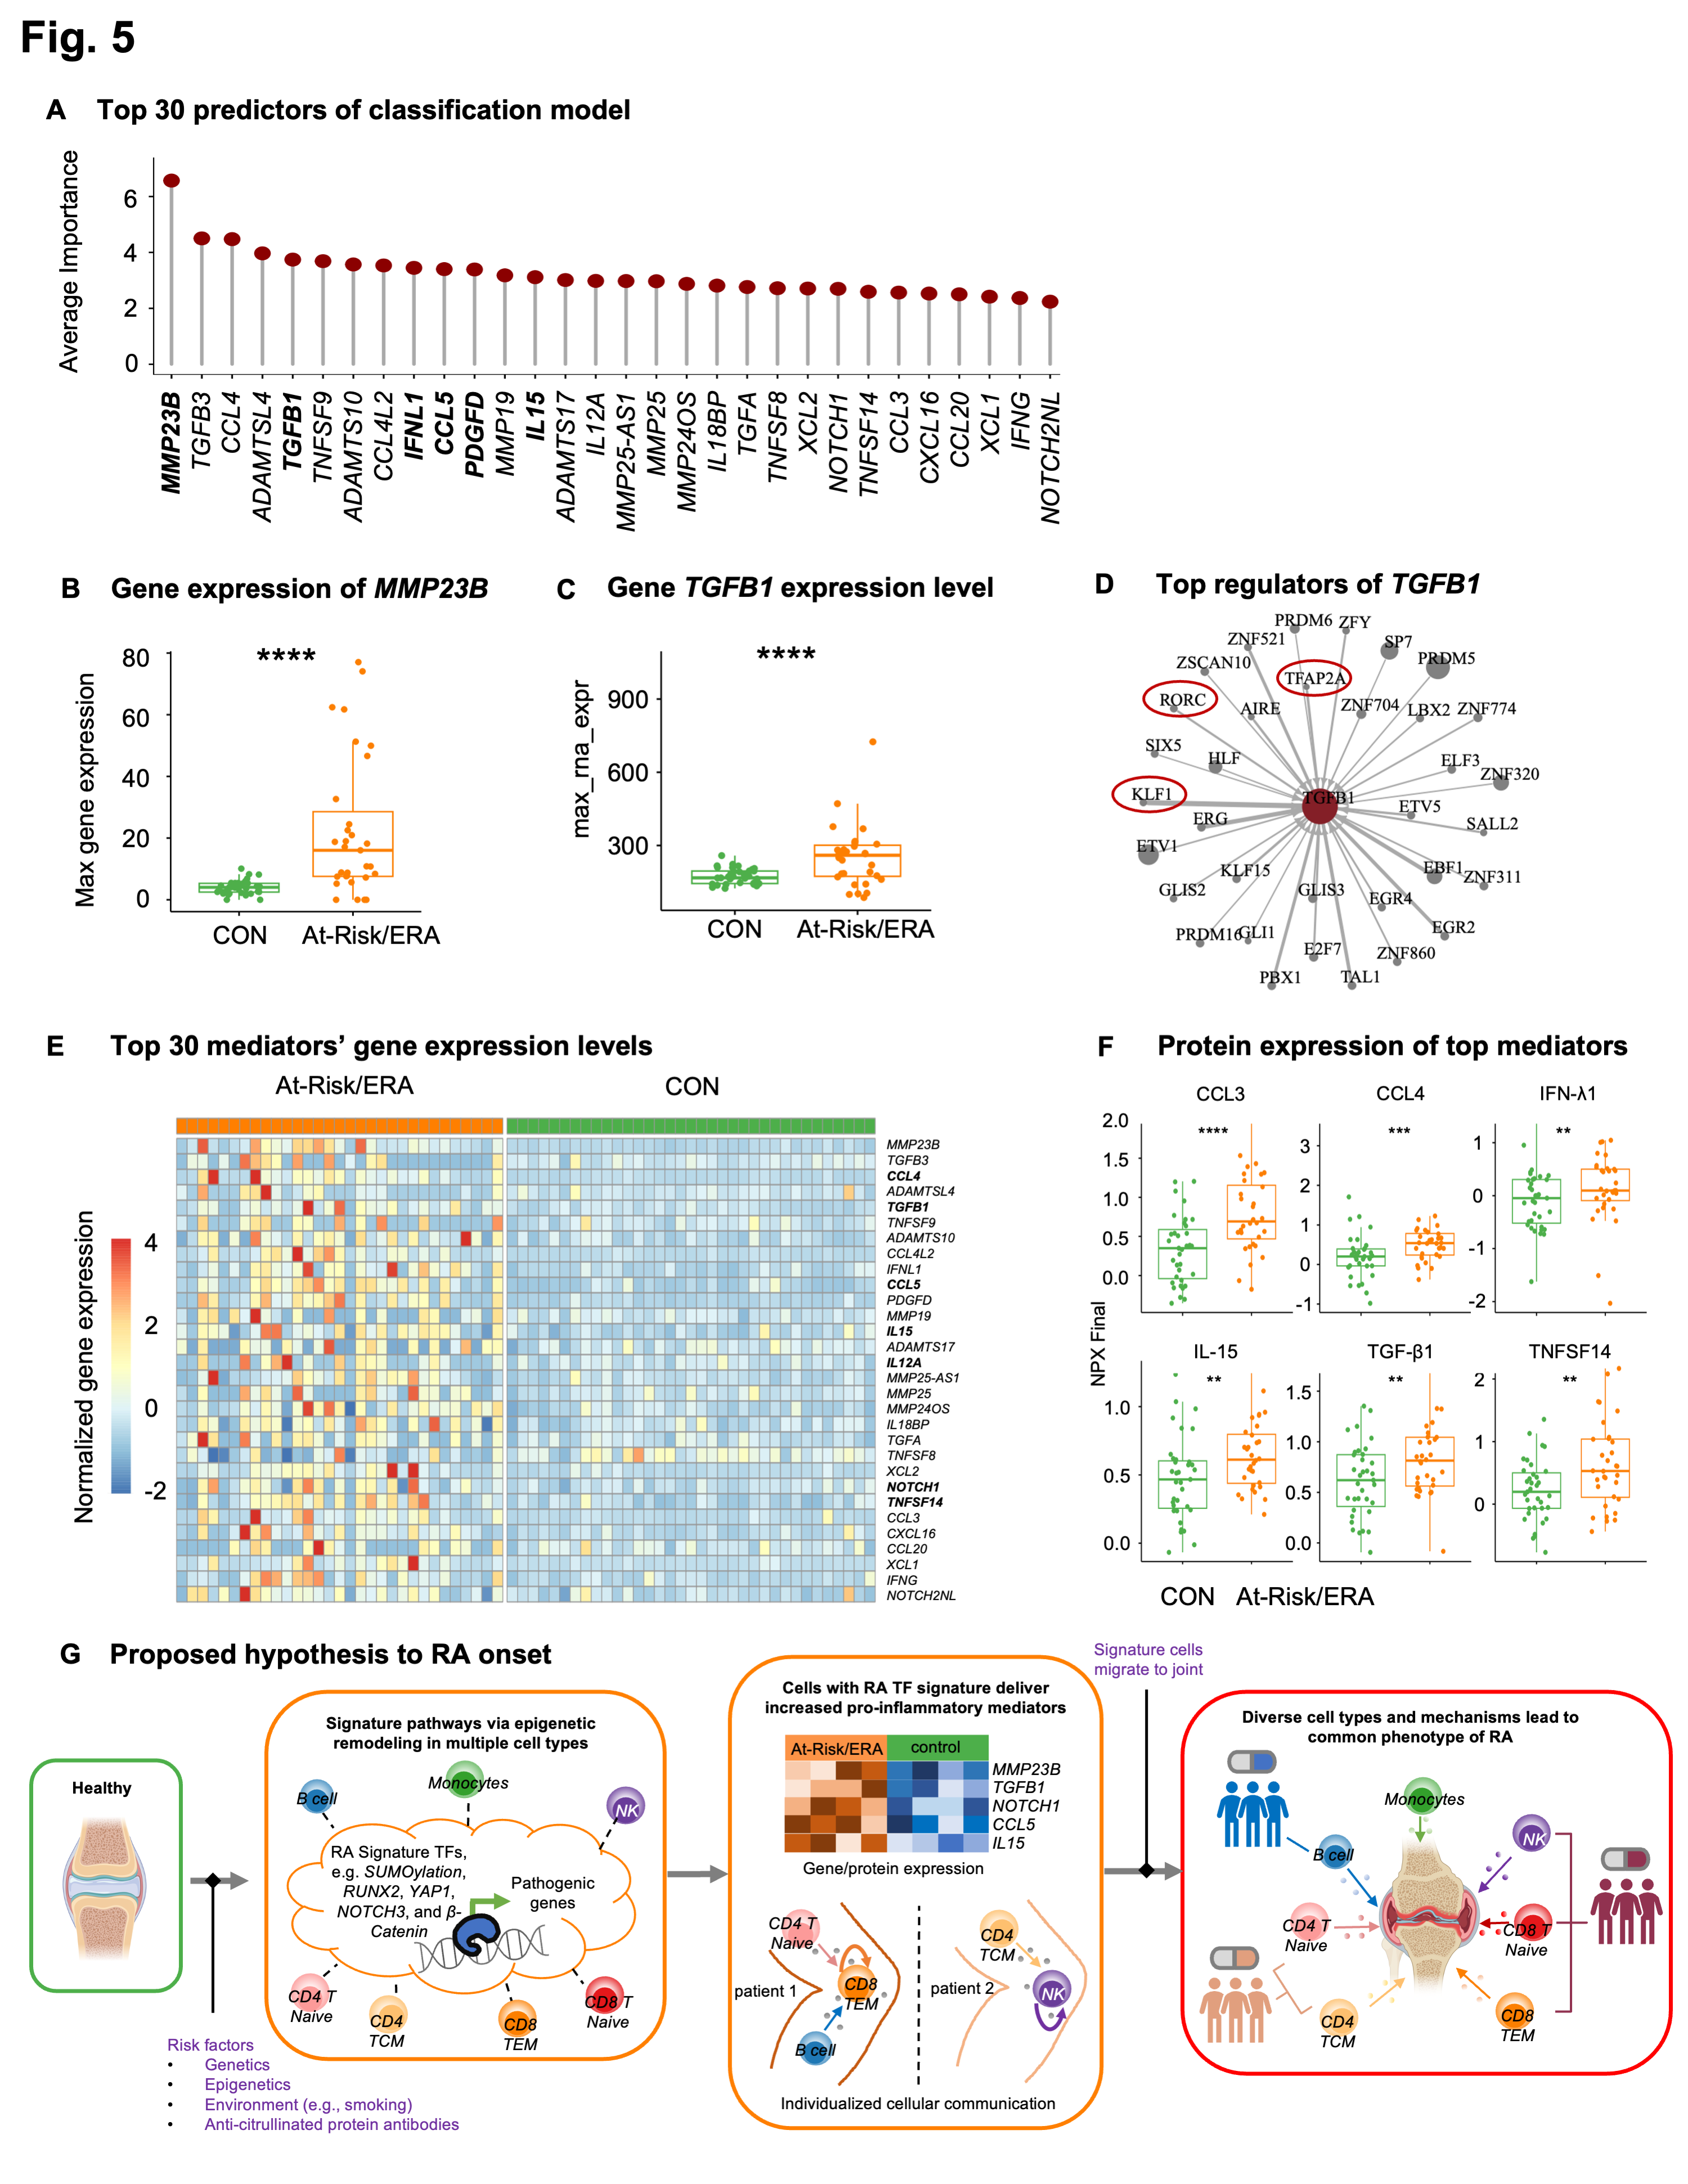 Fig. 5
A Top 30 predictors of classification model
Average Importance
6
4
2
0
MMP23B
TGFB3
CCL4
ADAMTSL4
TGFB1
TNFSF9
ADAMTS10
CCL4L2
IFNL1
CCL5
PDGFD
MMP19
IL15
ADAMTS17
IL12A
MMP25-AS1
MMP25
MMP24OS
IL18BP
TGFA
TNFSF8
XCL2
NOTCH1
TNFSF14
CCL3
CXCL16
CCL20
XCL1
IFNG
NOTCH2NL
B Gene expression of MMP23B
Max gene expression
80
60
40
20
0
****
CON
At-Risk/ERA
C Gene TGFB1 expression level
max_rna_expr
900
600
300
****
CON
At-Risk/ERA
D Top regulators of TGFB1
PRDM6
ZFY
ZNF521
SP7
ZSCAN10
PRDM5
TFAP2A
RORC
AIRE
ZNF704
LBX2
ZNF774
SIX5
HLF
ELF3
ZNF320
KLF1
TGFB1
ERG
ETV5
SALL2
ETV1
KLF15
EBF1
ZNF311
GLIS2
GLIS3
EGR4
PRDM16
GLI1
EGR2
E2F7
ZNF860
PBX1
TAL1
E Top 30 mediators’ gene expression levels
At-Risk/ERA
CON
Normalized gene expression
4
2
0
-2
MMP23B
TGFB3
CCL4
ADAMTSL4
TGFB1
TNFSF9
ADAMTS10
CCL4L2
IFNL1
CCL5
PDGFD
MMP19
IL15
ADAMTS17
IL12A
MMP25-AS1
MMP25
MMP24OS
IL18BP
TGFA
TNFSF8
XCL2
NOTCH1
TNFSF14
CCL3
CXCL16
CCL20
XCL1
IFNG
NOTCH2NL
F Protein expression of top mediators
NPX Final
CCL3
****
2.0
1.5
1.0
0.5
0.0
CCL4
***
3
2
1
0
-1
IFN-λ1
**
1
0
-1
-2
IL-15
**
1.0
0.5
0.0
TGF-β1
**
1.5
1.0
0.5
0.0
TNFSF14
**
2
1
0
CON
At-Risk/ERA
G Proposed hypothesis to RA onset
Healthy
Risk factors
• Genetics
• Epigenetics
• Environment (e.g., smoking)
• Anti-citrullinated protein antibodies
Signature pathways via epigenetic
remodeling in multiple cell types
B cell
Monocytes
NK
RA Signature TFs,
e.g. SUMOylation,
RUNX2, YAP1,
NOTCH3, and β-
Catenin
Pathogenic
genes
CD4 T
Naive
CD4
TCM
CD8
TEM
CD8 T
Naive
Cells with RA TF signature deliver
increased pro-inflammatory mediators
At-Risk/ERA
control
MMP23B
TGFB1
NOTCH1
CCL5
IL15
Gene/protein expression
CD4 T
Naive
patient 1
CD8
TEM
B cell
CD4
TCM
patient 2
NK
Individualized cellular communication
Signature cells
migrate to joint
Diverse cell types and mechanisms lead to
common phenotype of RA
Monocytes
B cell
NK
CD4 T
Naive
CD8 T
Naive
CD4
TCM
CD8
TEM